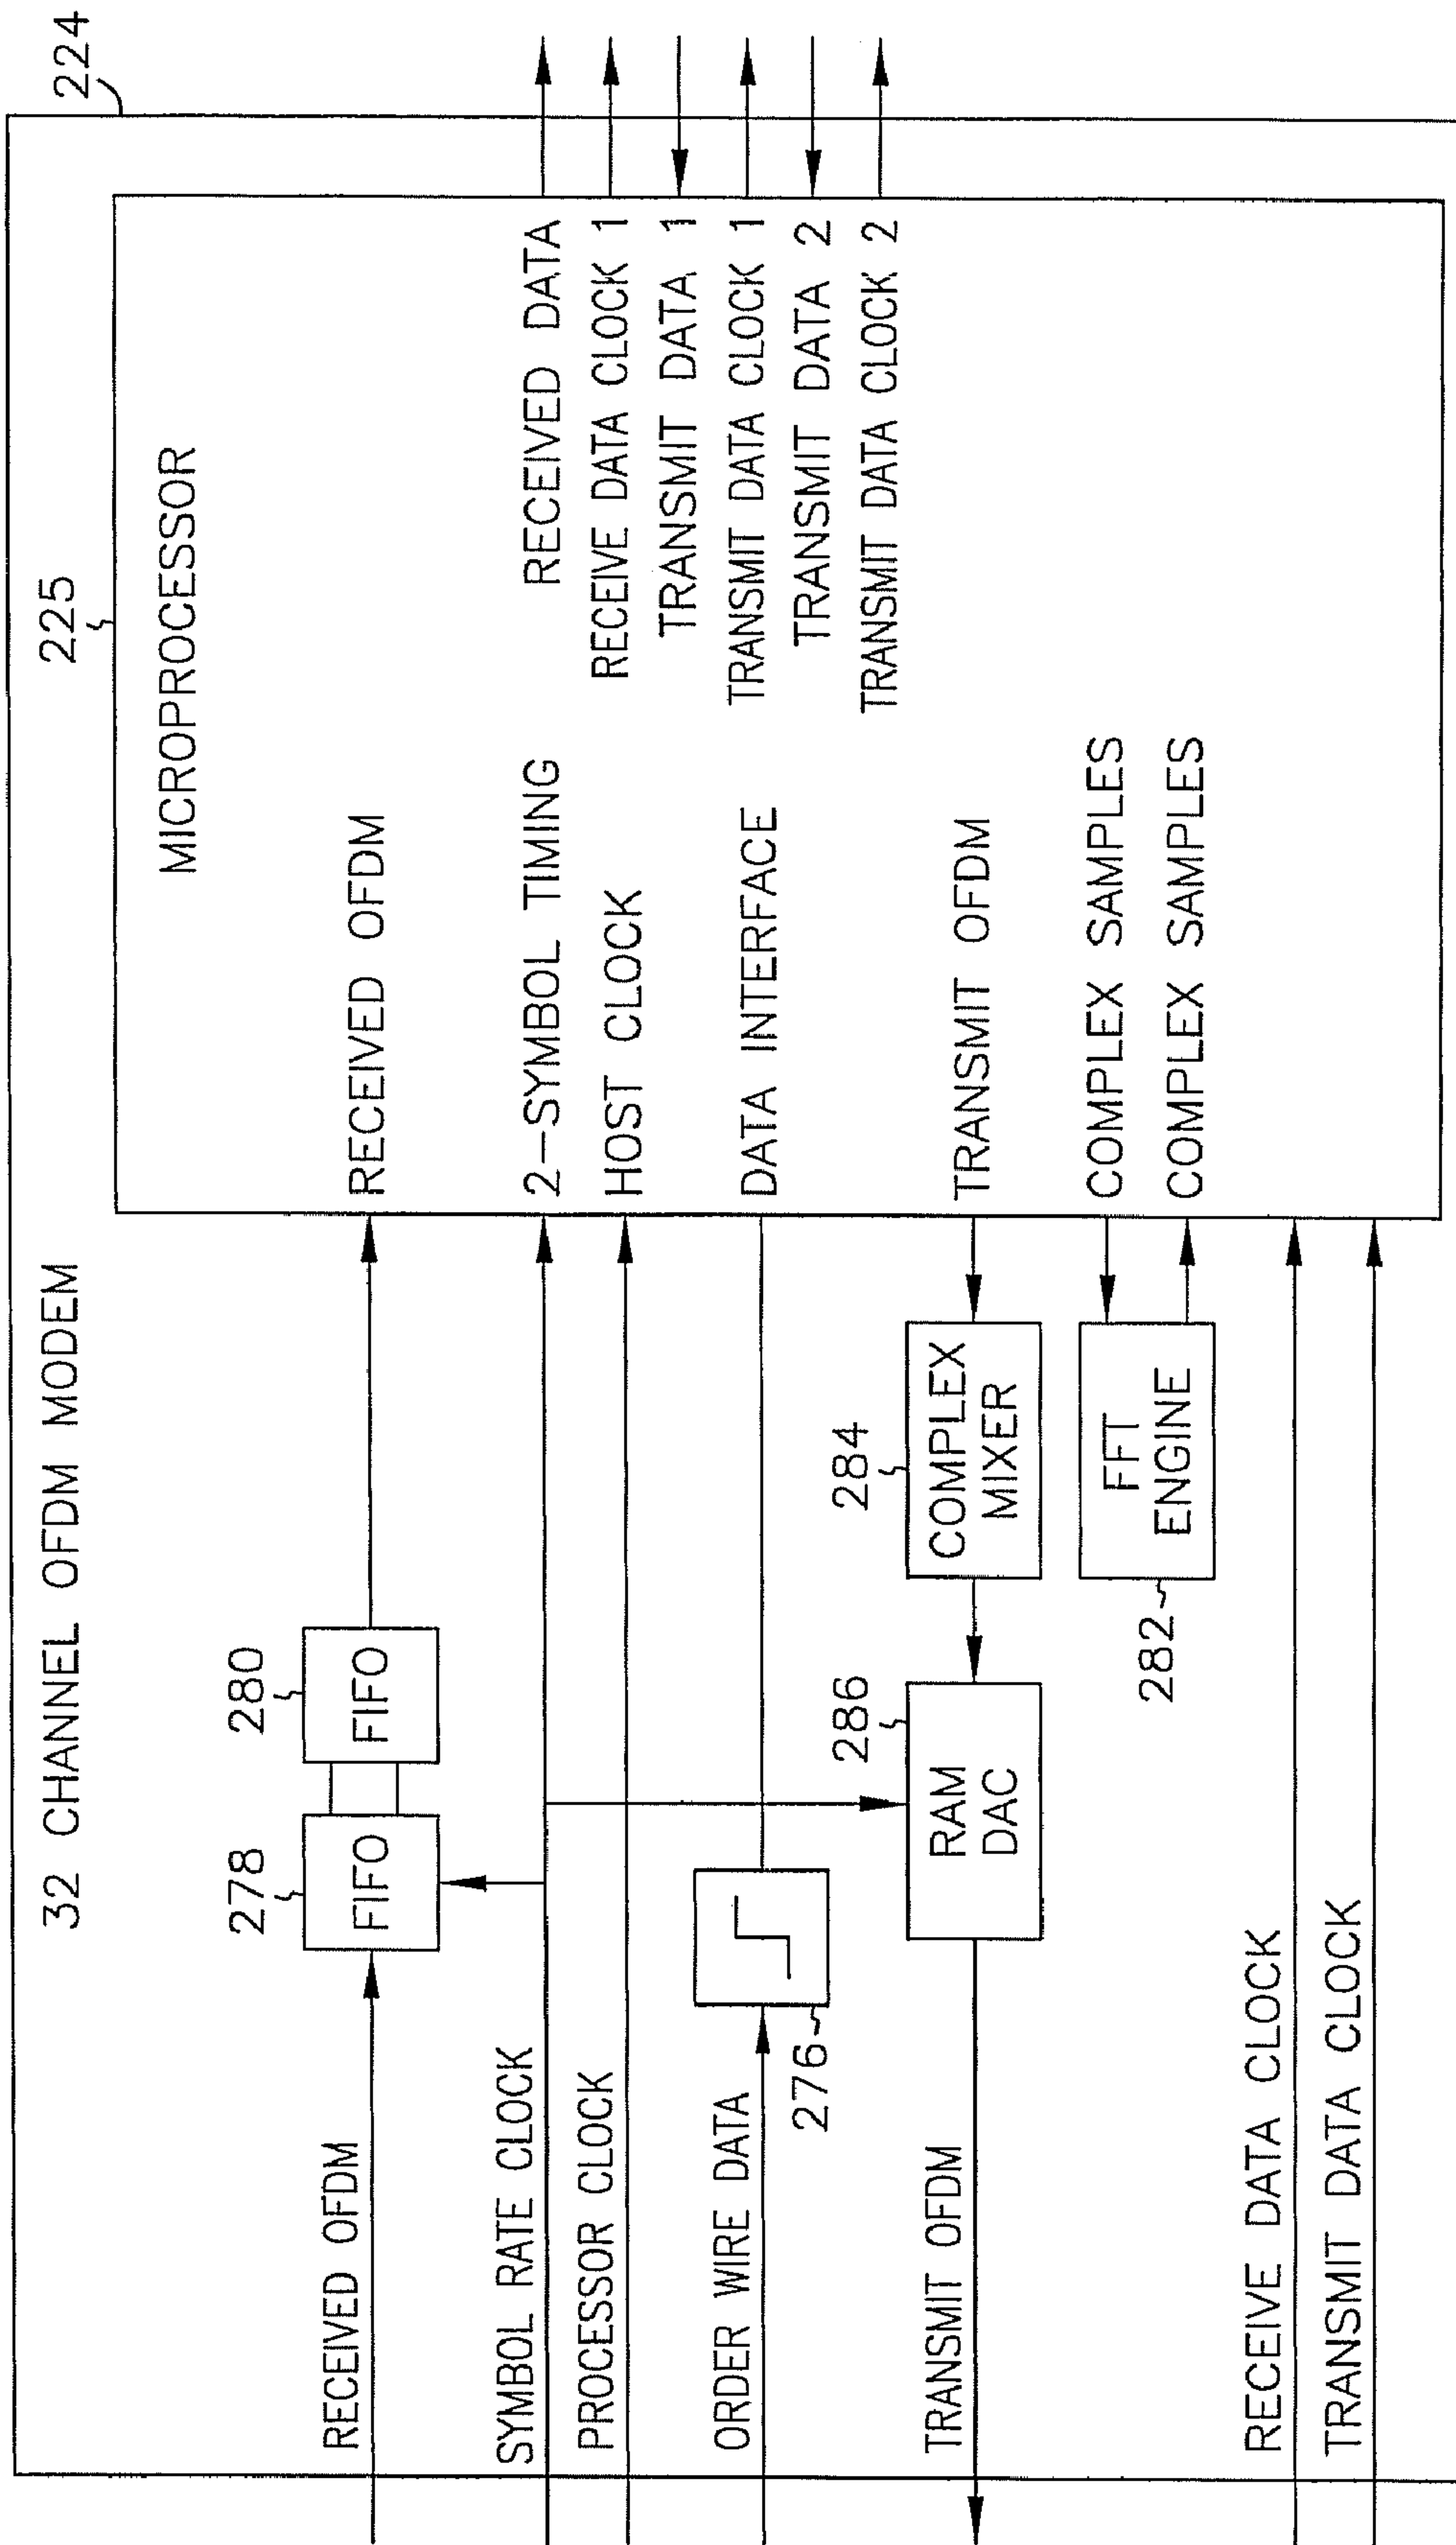 32 CHANNEL OFDM MODEM
224
225
MICROPROCESSOR
RECEIVED OFDM
278
FIFO
280
FIFO
RECEIVED OFDM
SYMBOL RATE CLOCK
2-SYMBOL TIMING
RECEIVED DATA
PROCESSOR CLOCK
HOST CLOCK
RECEIVE DATA CLOCK 1
TRANSMIT DATA 1
ORDER WIRE DATA
276
DATA INTERFACE
TRANSMIT DATA CLOCK 1
TRANSMIT DATA 2
TRANSMIT DATA CLOCK 2
TRANSMIT OFDM
286
RAM
DAC
284
COMPLEX
MIXER
TRANSMIT OFDM
282
FFT
ENGINE
COMPLEX SAMPLES
COMPLEX SAMPLES
RECEIVE DATA CLOCK
TRANSMIT DATA CLOCK